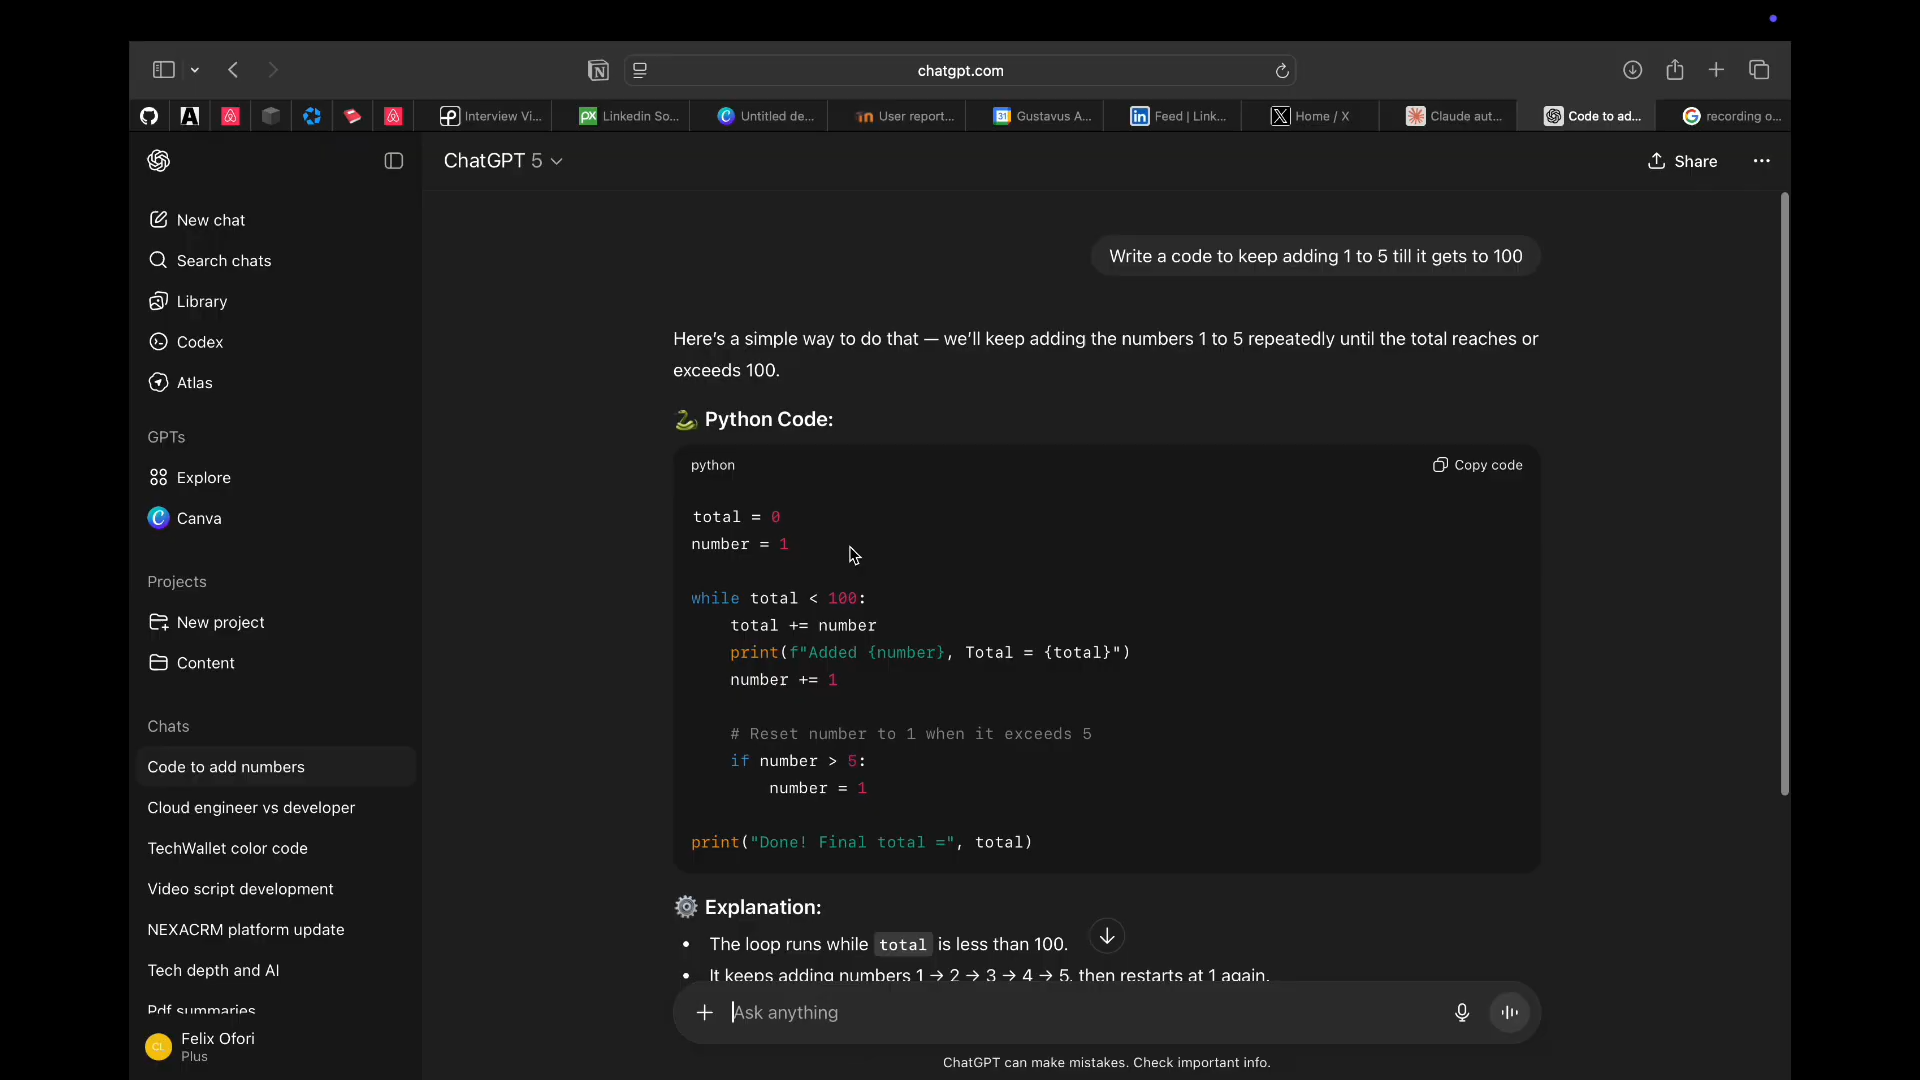 chatgpt.com
Interview Vi...
Linkedin So...
Untitled de...
User report...
31
Gustavus A...
Feed | Link...
Home / X
Claude aut...
Code to ad...
recording o...
ChatGPT 5
Share
New chat
Search chats
Library
Codex
Atlas
GPTs
Explore
Canva
Projects
New project
Content
Chats
Code to add numbers
Cloud engineer vs developer
TechWallet color code
Video script development
NEXACRM platform update
Tech depth and AI
Pdf summaries
CL
Felix Ofori
Plus
Write a code to keep adding 1 to 5 till it gets to 100
Here’s a simple way to do that — we’ll keep adding the numbers 1 to 5 repeatedly until the total reaches or
exceeds 100.
🐍 Python Code:
python
Copy code
total = 0
number = 1
while total < 100:
    total += number
    print(f"Added {number}, Total = {total}")
    number += 1
    # Reset number to 1 when it exceeds 5
    if number > 5:
        number = 1
print("Done! Final total =", total)
⚙️ Explanation:
• The loop runs while total is less than 100.
• It keeps adding numbers 1 → 2 → 3 → 4 → 5, then restarts at 1 again.
Ask anything
ChatGPT can make mistakes. Check important info.